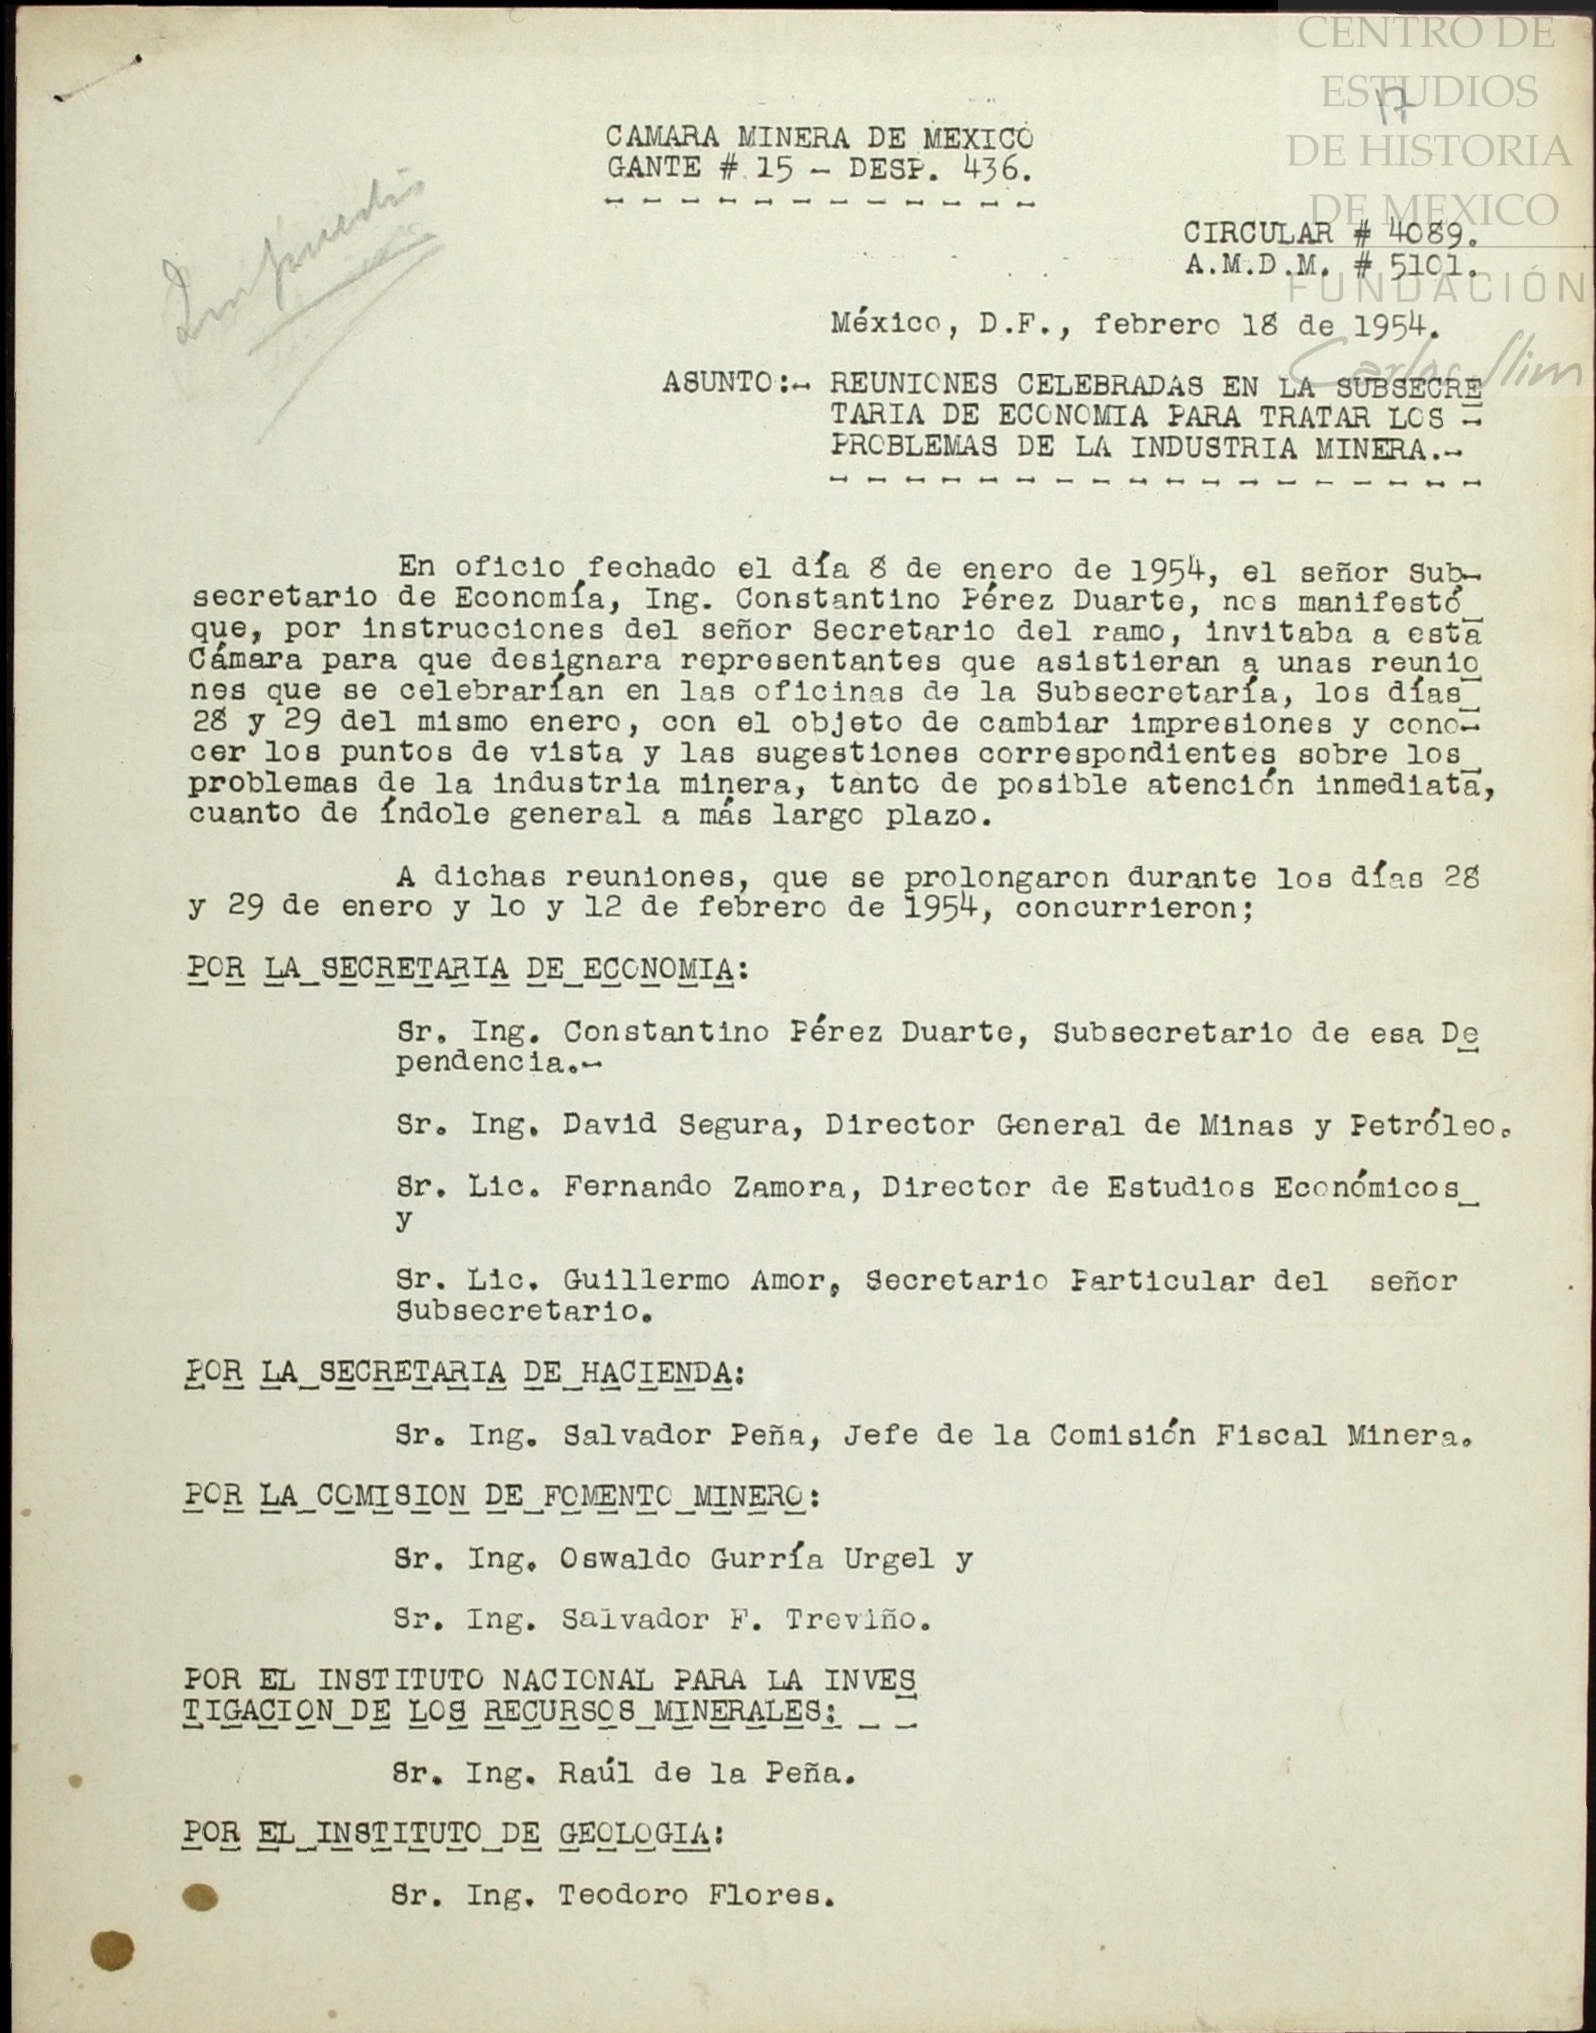 CENTRO DE
ESTUDIOS
17
DE HISTORIA
DE MEXICO
FUNDACIÓN
Carlos Slim
CAMARA MINERA DE MEXICO
GANTE # 15 - DESP. 436.
Impuestos
CIRCULAR # 4089.
A.M.D.M. # 5101.
México, D.F., febrero 18 de 1954.
ASUNTO:- REUNIONES CELEBRADAS EN LA SUBSECRE
TARIA DE ECONOMIA PARA TRATAR LOS -
PROBLEMAS DE LA INDUSTRIA MINERA.-
En oficio fechado el día 8 de enero de 1954, el señor Sub-
secretario de Economía, Ing. Constantino Pérez Duarte, nos manifestó
que, por instrucciones del señor Secretario del ramo, invitaba a esta
Cámara para que designara representantes que asistieran a unas reunio
nes que se celebrarían en las oficinas de la Subsecretaría, los días
28 y 29 del mismo enero, con el objeto de cambiar impresiones y cono-
cer los puntos de vista y las sugestiones correspondientes sobre los
problemas de la industria minera, tanto de posible atención inmediata,
cuanto de índole general a más largo plazo.
A dichas reuniones, que se prolongaron durante los días 28
y 29 de enero y lo y 12 de febrero de 1954, concurrieron;
POR LA SECRETARIA DE ECONOMIA:
Sr. Ing. Constantino Pérez Duarte, Subsecretario de esa De
pendencia.-
Sr. Ing. David Segura, Director General de Minas y Petróleo.
Sr. Lic. Fernando Zamora, Director de Estudios Económicos
y
Sr. Lic. Guillermo Amor, Secretario Particular del señor
Subsecretario.
POR LA SECRETARIA DE HACIENDA:
Sr. Ing. Salvador Peña, Jefe de la Comisión Fiscal Minera.
POR LA COMISION DE FOMENTO MINERO:
Sr. Ing. Oswaldo Gurría Urgel y
Sr. Ing. Salvador F. Treviño.
POR EL INSTITUTO NACIONAL PARA LA INVES
TIGACION DE LOS RECURSOS MINERALES:
Sr. Ing. Raúl de la Peña.
POR EL INSTITUTO DE GEOLOGIA:
Sr. Ing. Teodoro Flores.